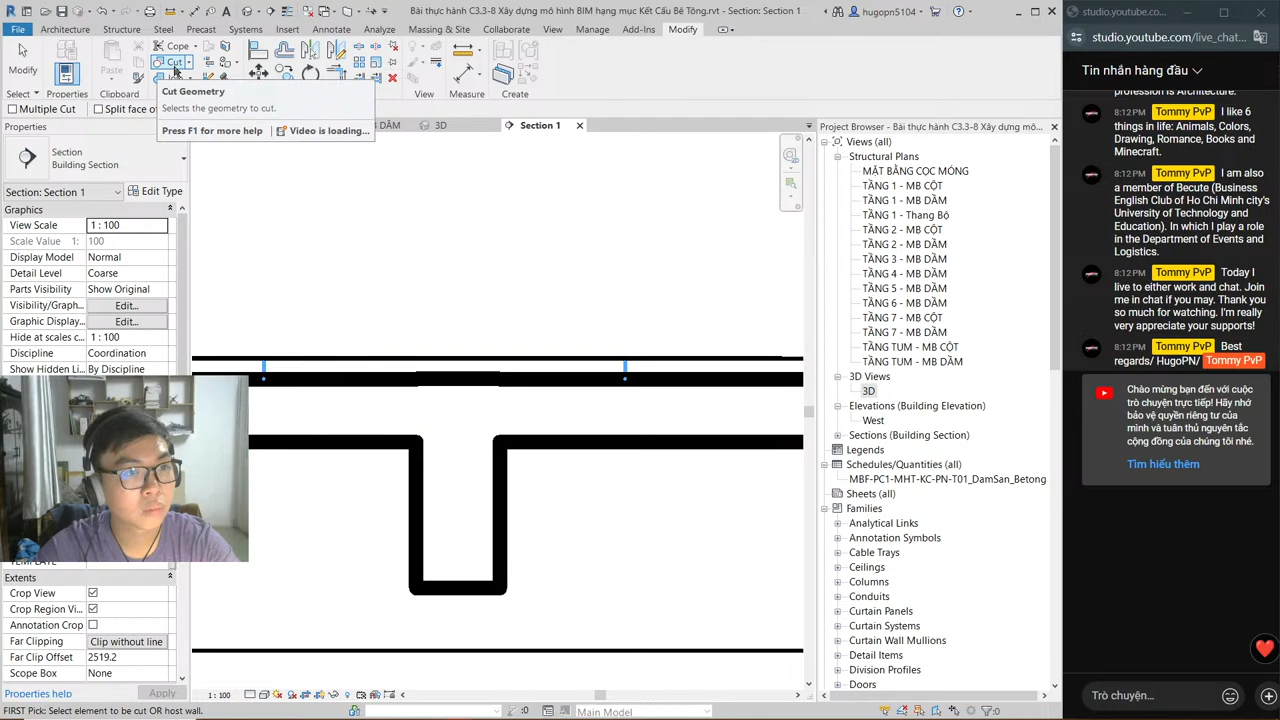 Bài thực hành C3.3-8 Xây dựng mô hình BIM hạng mục Kết Cấu Bê Tông.rvt - Section: Section 1
hugopn5104
File
Architecture
Structure
Steel
Precast
Systems
Insert
Annotate
Analyze
Massing & Site
Collaborate
View
Manage
Add-Ins
Modify
Modify
Select
Properties
Paste
Clipboard
Cope
Cut
View
Measure
Create
Cut Geometry
Selects the geometry to cut.
Press F1 for more help
Video is loading...
Multiple Cut
Split face of
DẦM
3D
Section 1
Properties
Section
Building Section
Section: Section 1
Edit Type
Graphics
View Scale
1 : 100
Scale Value 1:
100
Display Model
Normal
Detail Level
Coarse
Parts Visibility
Show Original
Visibility/Graph...
Edit...
Graphic Display...
Edit...
Hide at scales c...
1 : 100
Discipline
Coordination
Show Hidden Li...
By Discipline
Extents
Crop View
Crop Region Vi...
Annotation Crop
Far Clipping
Clip without line
Far Clip Offset
2519.2
Scope Box
None
Properties help
Apply
FIRST Pick: Select element to be cut OR host wall.
1 : 100
:0
Main Model
:0
Project Browser - Bài thực hành C3.3-8 Xây dựng mô...
Views (all)
Structural Plans
MẶT BẰNG CỌC MÓNG
TẦNG 1 - MB CỘT
TẦNG 1 - MB DẦM
TẦNG 1 - Thang Bộ
TẦNG 2 - MB CỘT
TẦNG 2 - MB DẦM
TẦNG 3 - MB DẦM
TẦNG 4 - MB DẦM
TẦNG 5 - MB DẦM
TẦNG 6 - MB DẦM
TẦNG 7 - MB CỘT
TẦNG 7 - MB DẦM
TẦNG TUM - MB CỘT
TẦNG TUM - MB DẦM
3D Views
3D
Elevations (Building Elevation)
West
Sections (Building Section)
Legends
Schedules/Quantities (all)
MBF-PC1-MHT-KC-PN-T01_DamSan_Betong
Sheets (all)
Families
Analytical Links
Annotation Symbols
Cable Trays
Ceilings
Columns
Conduits
Curtain Panels
Curtain Systems
Curtain Wall Mullions
Detail Items
Division Profiles
Doors
studio.youtube.co...
studio.youtube.com/live_chat...
Tin nhắn hàng đầu
profession is Architecture.
8:12 PM Tommy PvP I like 6
things in life: Animals, Colors,
Drawing, Romance, Books and
Minecraft.
8:12 PM Tommy PvP I am also
a member of Becute (Business
English Club of Ho Chi Minh city's
University of Technology and
Education). In which I play a role
in the Department of Events and
Logistics.
8:12 PM Tommy PvP Today I
live to either work and chat. Join
me in chat if you may. Thank you
so much for watching. I'm really
very appreciate your supports!
8:12 PM Tommy PvP Best
regards/ HugoPN/ Tommy PvP
Chào mừng bạn đến với cuộc
trò chuyện trực tiếp! Hãy nhớ
bảo vệ quyền riêng tư của
mình và tuân thủ nguyên tắc
cộng đồng của chúng tôi nhé.
Tìm hiểu thêm
Trò chuyện...